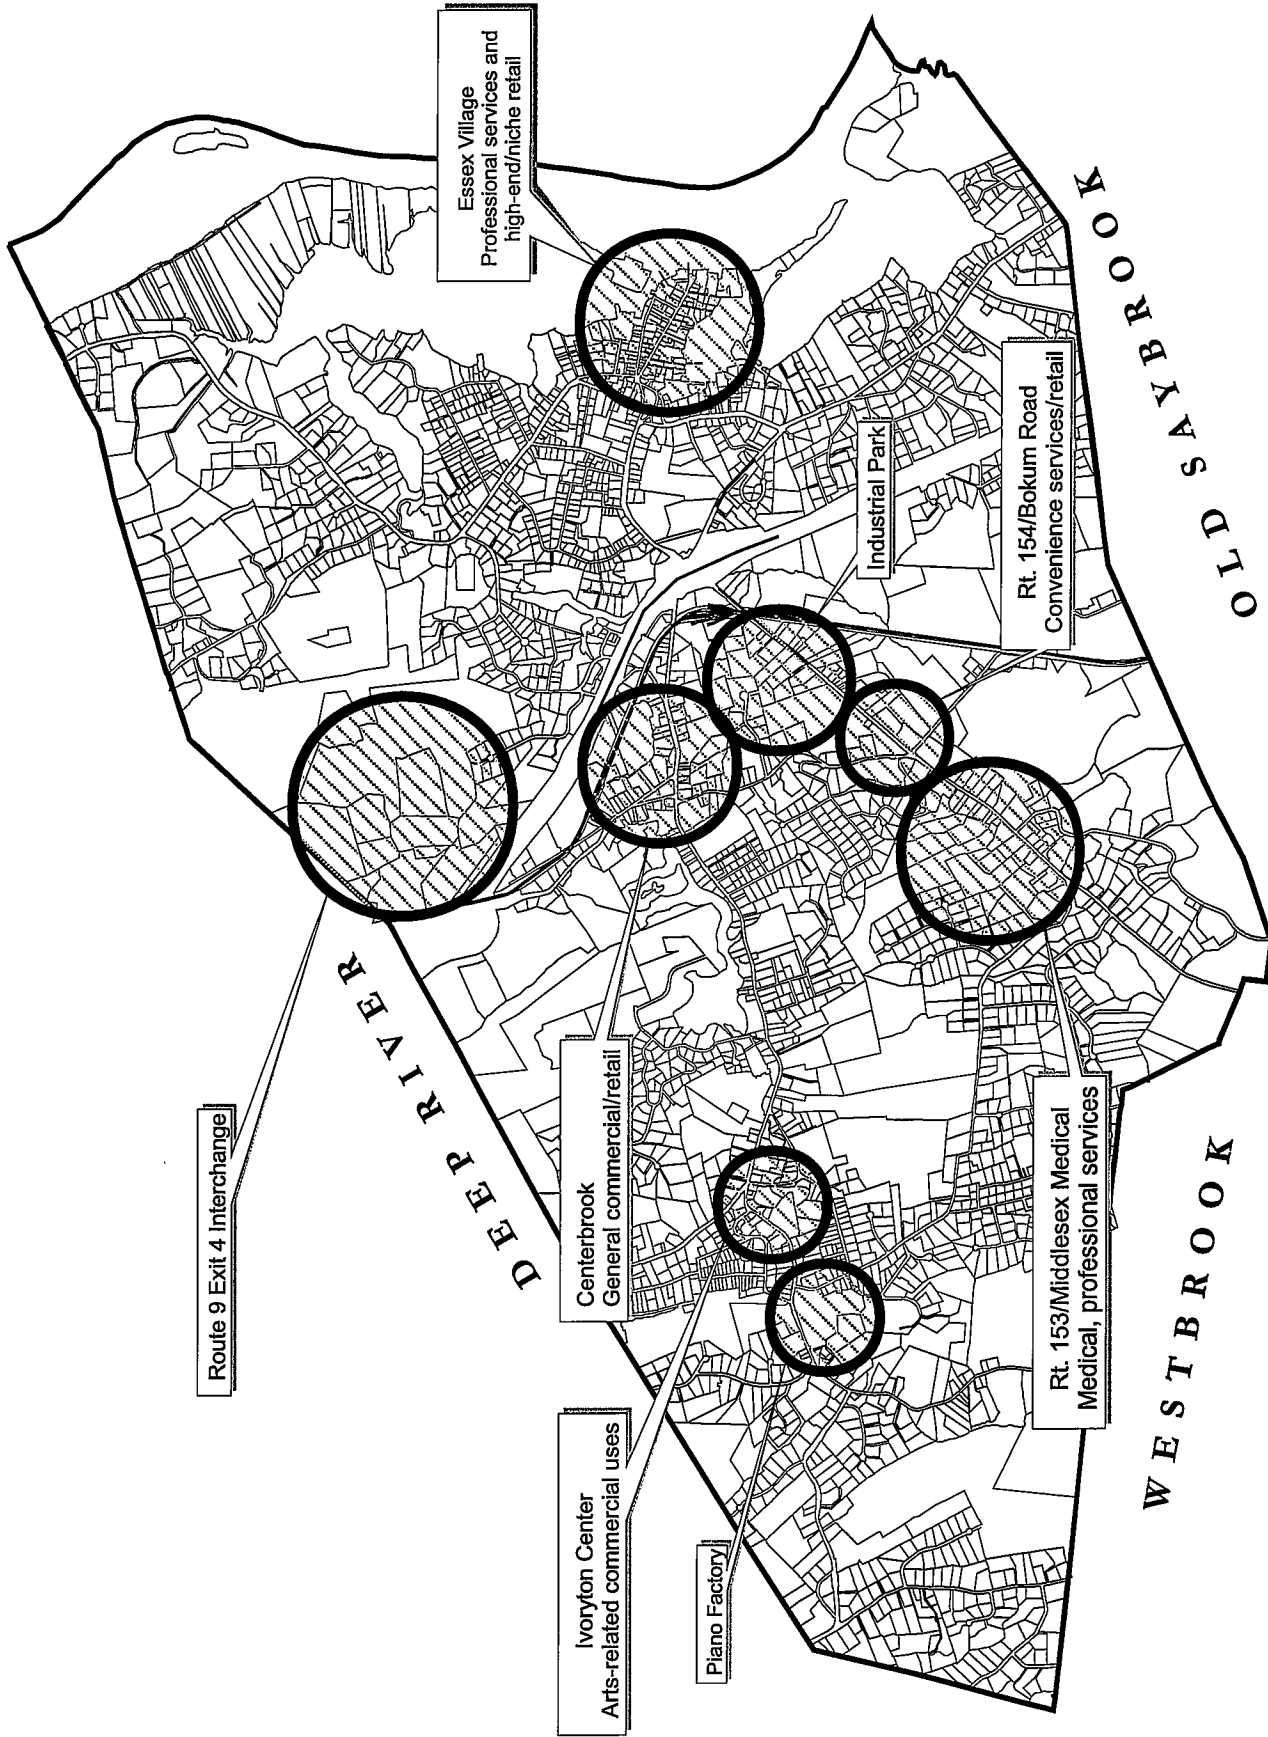 Route 9 Exit 4 Interchange
Essex Village
Professional services and
high-end/niche retail
DEEP RIVER
Ivoryton Center
Arts-related commercial uses
Centerbrook
General commercial/retail
Piano Factory
Industrial Park
Rt. 154/Bokum Road
Convenience services/retail
Rt. 153/Middlesex Medical
Medical, professional services
WESTBROOK
OLD SAYBROOK